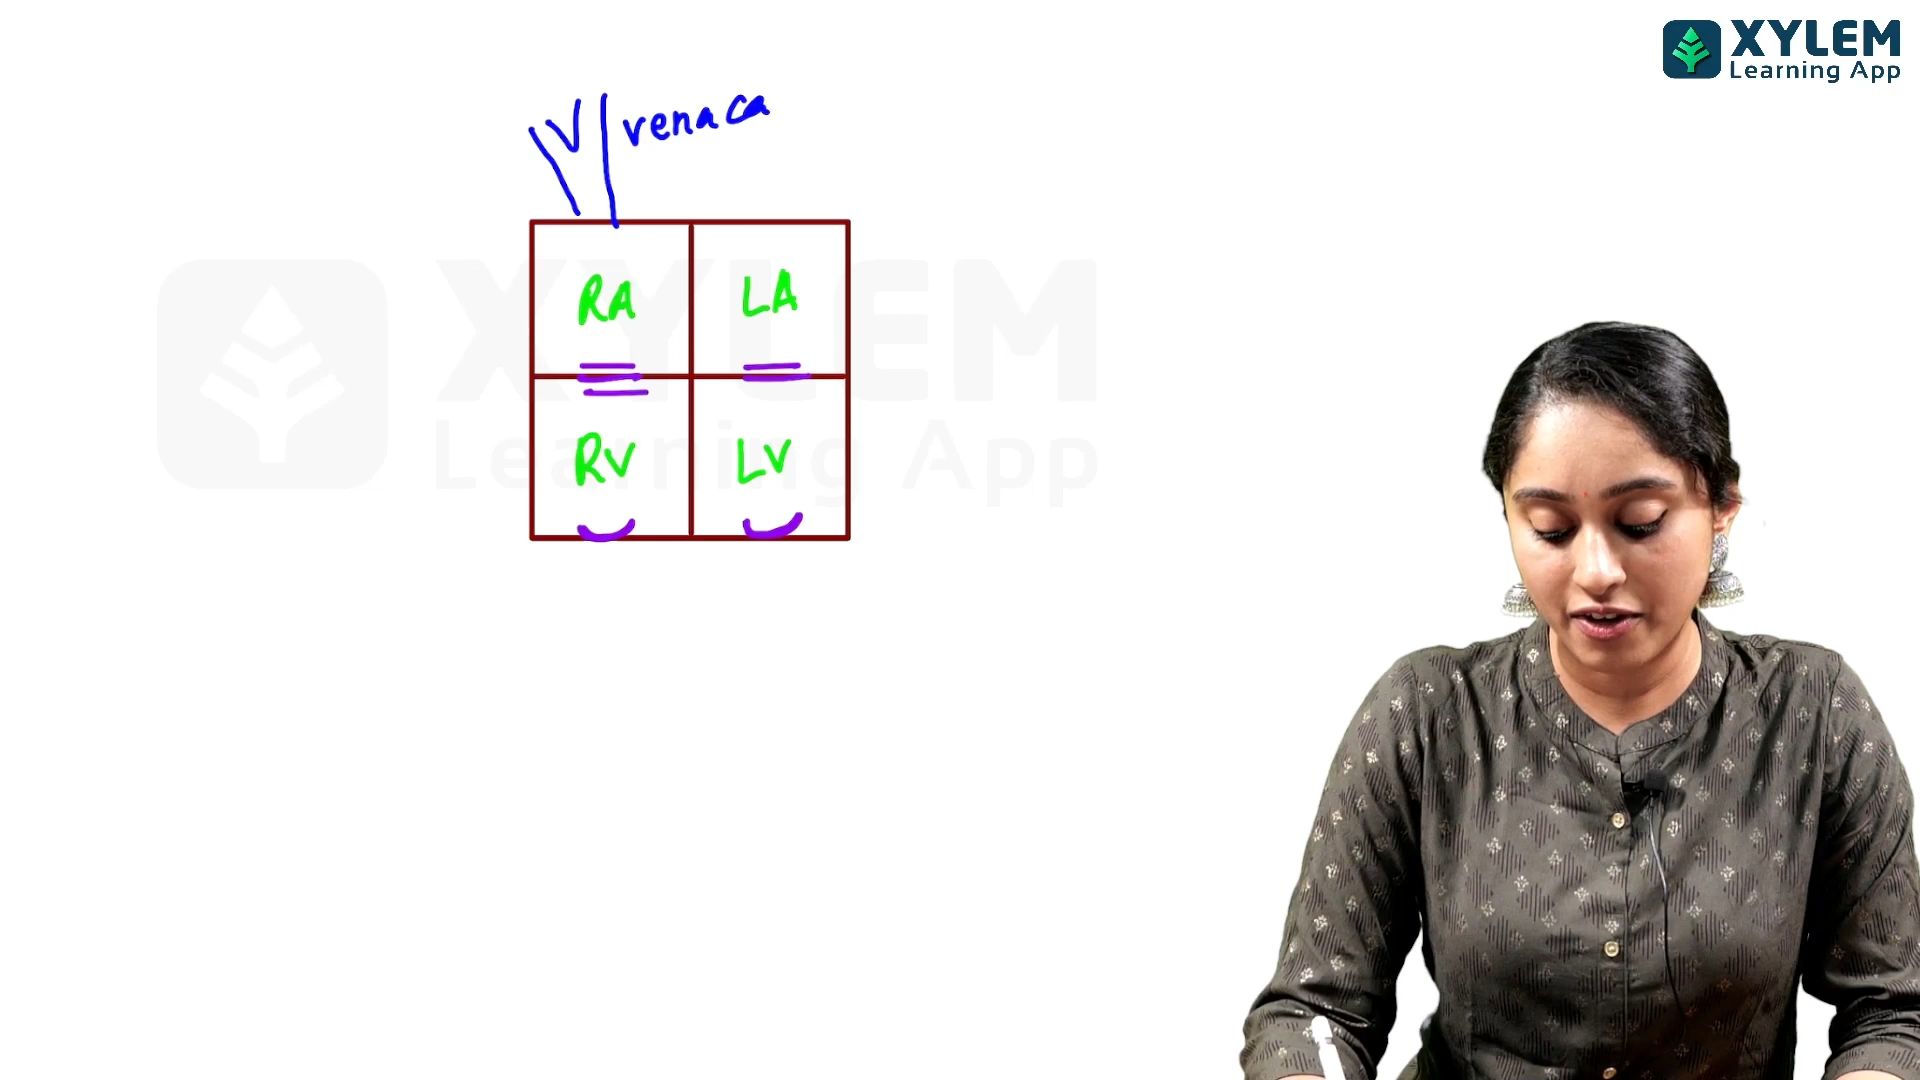 XYLEM
Learning App
vena ca
RA LA
RV LV
XYLEM
Learning App